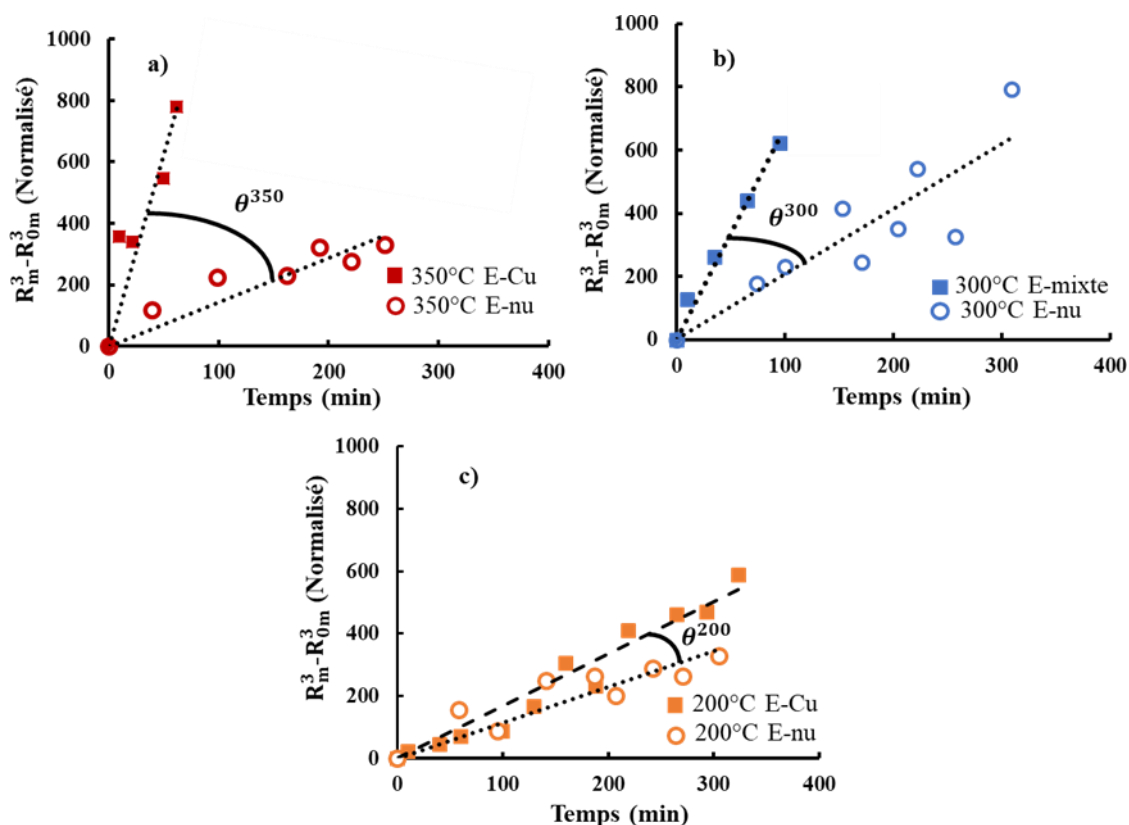 a)
R³ₘ-R³₀ₘ (Normalisé)
1000
800
600
400
200
0
θ³⁵⁰
350°C E-Cu
350°C E-nu
0 100 200 300 400
Temps (min)
b)
R³ₘ-R³₀ₘ (Normalisé)
1000
800
600
400
200
0
θ³⁰⁰
300°C E-mixte
300°C E-nu
0 100 200 300 400
Temps (min)
c)
R³ₘ-R³₀ₘ (Normalisé)
1000
800
600
400
200
0
θ²⁰⁰
200°C E-Cu
200°C E-nu
0 100 200 300 400
Temps (min)